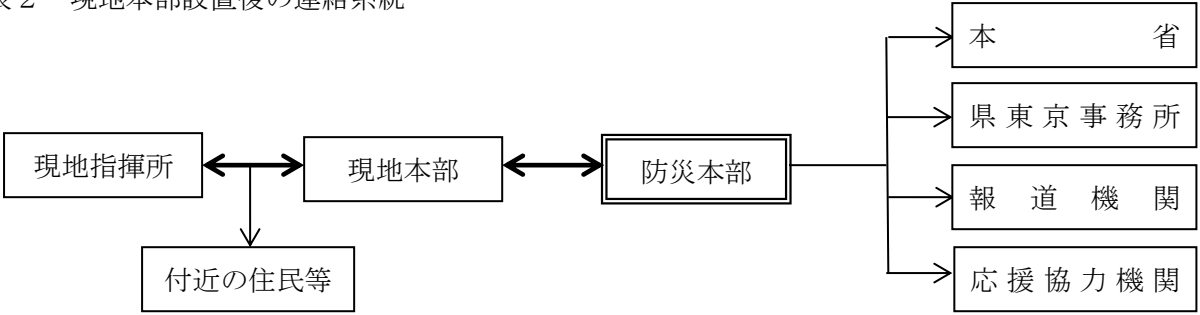 表２　現地本部設置後の連絡系統
本省
県東京事務所
現地指揮所
現地本部
防災本部
報道機関
付近の住民等
応援協力機関